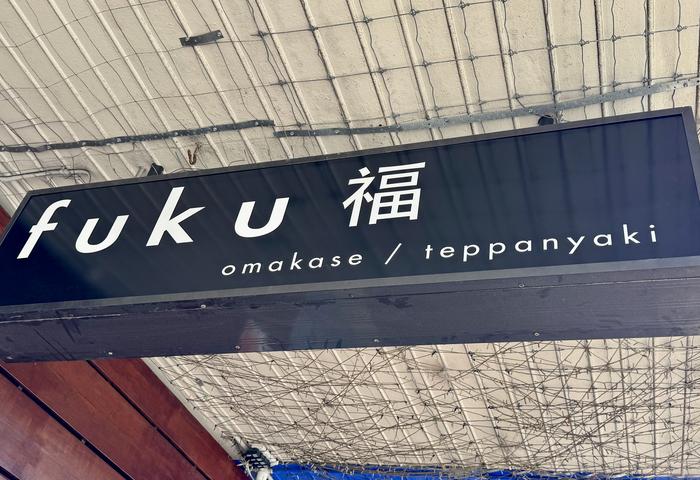 fuku 福
omakase / teppanyaki